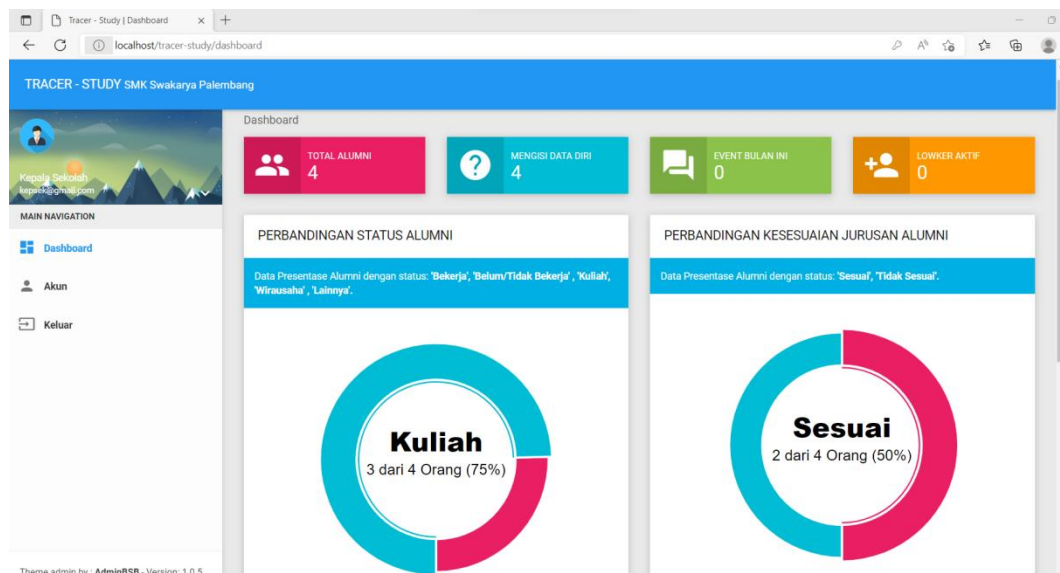 Tracer - Study | Dashboard
localhost/tracer-study/dashboard
TRACER - STUDY SMK Swakarya Palembang
Kepala Sekolah
kepsek@gmail.com
MAIN NAVIGATION
Dashboard
Akun
Keluar
Theme admin by : AdminBSB - Version: 1.0.5
Dashboard
TOTAL ALUMNI
4
MENGISI DATA DIRI
4
EVENT BULAN INI
0
LOWKER AKTIF
0
PERBANDINGAN STATUS ALUMNI
Data Presentase Alumni dengan status: 'Bekerja', 'Belum/Tidak Bekerja' , 'Kuliah',
'Wirausaha' , 'Lainnya'.
Kuliah
3 dari 4 Orang (75%)
PERBANDINGAN KESESUAIAN JURUSAN ALUMNI
Data Presentase Alumni dengan status: 'Sesuai', 'Tidak Sesuai'.
Sesuai
2 dari 4 Orang (50%)